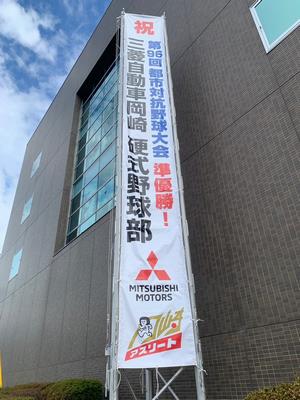 祝
第96回 都市対抗野球大会 準優勝!
三菱自動車岡崎 硬式野球部
MITSUBISHI
MOTORS
アスリート